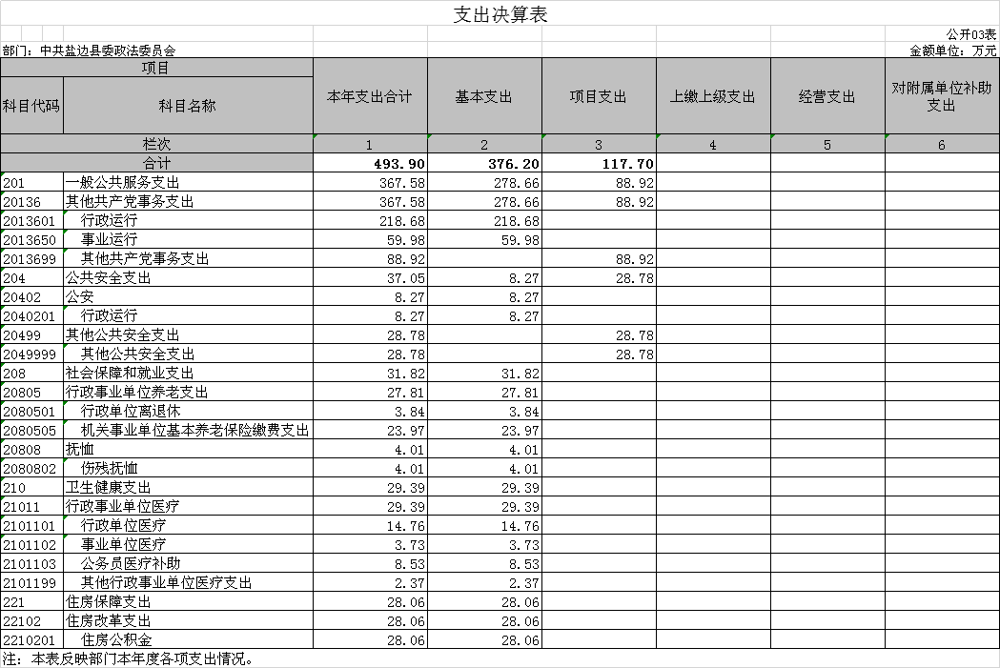 支出决算表
公开03表
部门：中共盐边县委政法委员会 金额单位：万元
项目 本年支出合计 基本支出 项目支出 上缴上级支出 经营支出 对附属单位补助支出
科目代码 科目名称
栏次 1 2 3 4 5 6
合计 493.90 376.20 117.70
201 一般公共服务支出 367.58 278.66 88.92
20136 其他共产党事务支出 367.58 278.66 88.92
2013601 行政运行 218.68 218.68
2013650 事业运行 59.98 59.98
2013699 其他共产党事务支出 88.92 88.92
204 公共安全支出 37.05 8.27 28.78
20402 公安 8.27 8.27
2040201 行政运行 8.27 8.27
20499 其他公共安全支出 28.78 28.78
2049999 其他公共安全支出 28.78 28.78
208 社会保障和就业支出 31.82 31.82
20805 行政事业单位养老支出 27.81 27.81
2080501 行政单位离退休 3.84 3.84
2080505 机关事业单位基本养老保险缴费支出 23.97 23.97
20808 抚恤 4.01 4.01
2080802 伤残抚恤 4.01 4.01
210 卫生健康支出 29.39 29.39
21011 行政事业单位医疗 29.39 29.39
2101101 行政单位医疗 14.76 14.76
2101102 事业单位医疗 3.73 3.73
2101103 公务员医疗补助 8.53 8.53
2101199 其他行政事业单位医疗支出 2.37 2.37
221 住房保障支出 28.06 28.06
22102 住房改革支出 28.06 28.06
2210201 住房公积金 28.06 28.06
注：本表反映部门本年度各项支出情况。